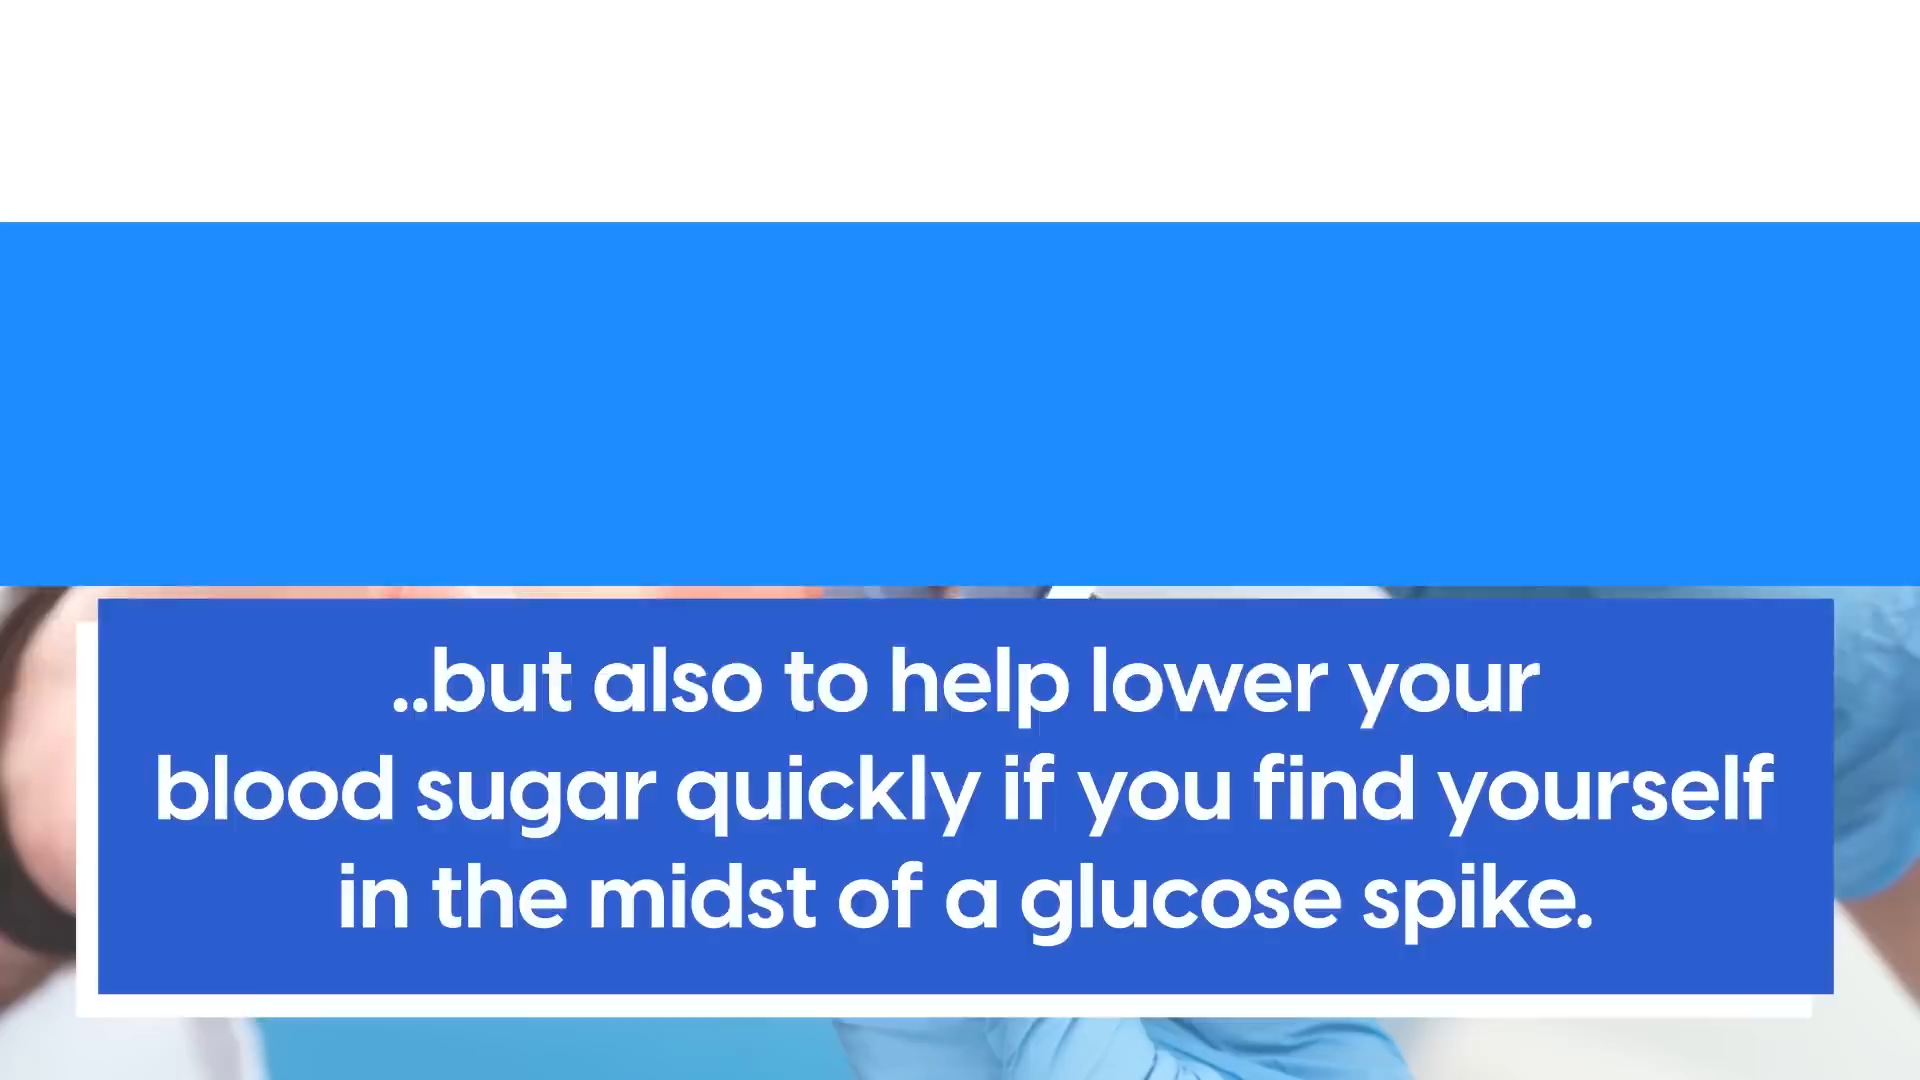 ..but also to help lower your
blood sugar quickly if you find yourself
in the midst of a glucose spike.